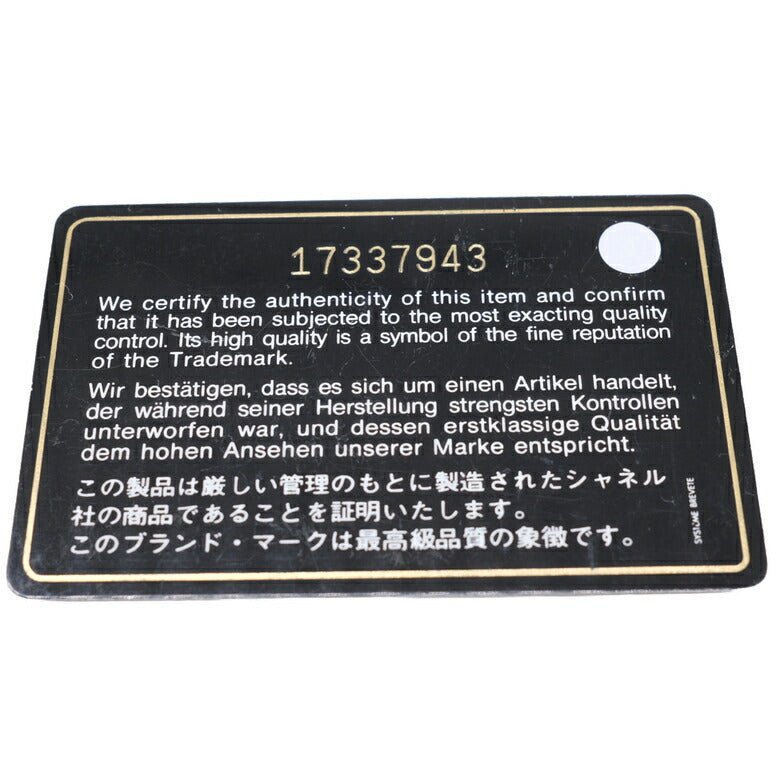 17337943
We certify the authenticity of this item and confirm
that it has been subjected to the most exacting quality
control. Its high quality is a symbol of the fine reputation
of the Trademark.
Wir bestätigen, dass es sich um einen Artikel handelt,
der während seiner Herstellung strengsten Kontrollen
unterworfen war, und dessen erstklassige Qualität
dem hohen Ansehen unserer Marke entspricht.
この製品は厳しい管理のもとに製造されたシャネル
社の商品であることを証明いたします。
このブランド・マークは最高級品質の象徴です。
SYSTÈME BREVETE